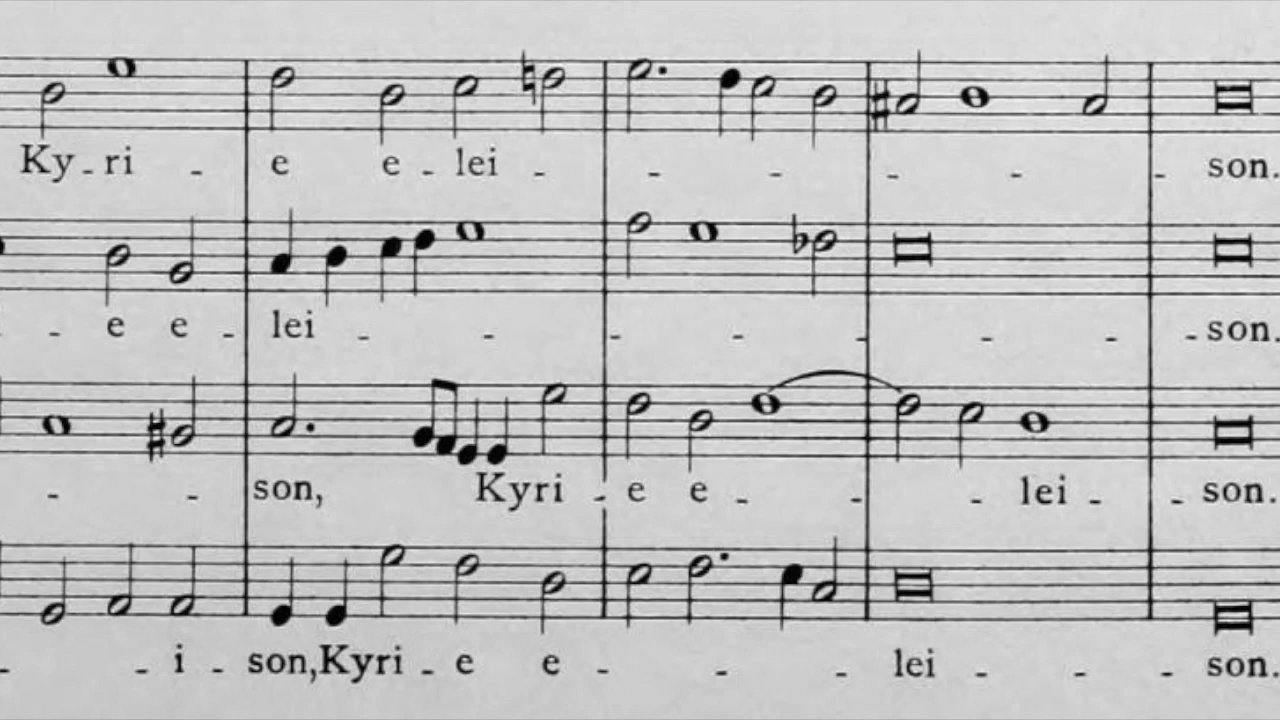 Ky - ri - e e - lei - - - - - - son.
- e e - lei - - - - - - - - son.
- - son, Kyri - e e - - - lei - - son.
- - i - son, Kyri - e e - - - lei - - - son.